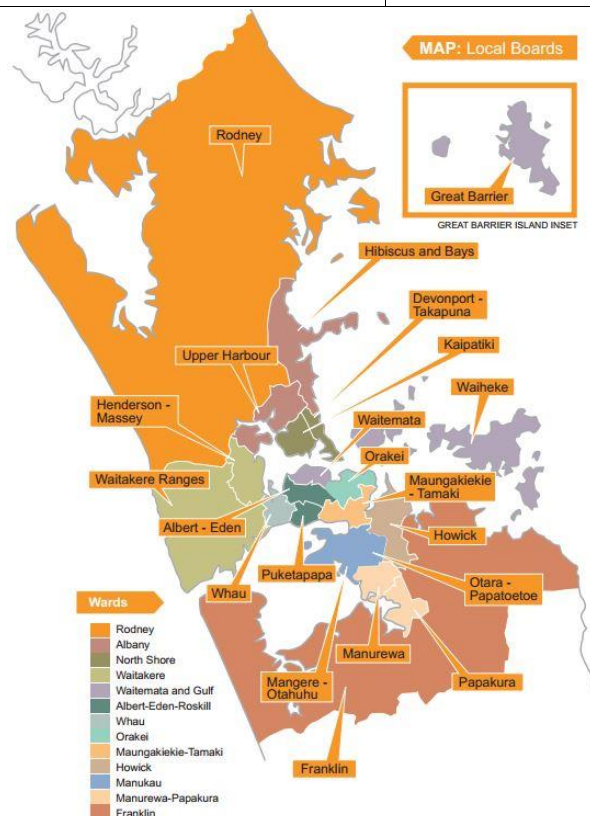 MAP: Local Boards
Rodney
Great Barrier
GREAT BARRIER ISLAND INSET
Hibiscus and Bays
Devonport -
Takapuna
Upper Harbour
Kaipatiki
Henderson -
Massey
Waiheke
Waitemata
Orakei
Waitakere Ranges
Maungakiekie
- Tamaki
Albert - Eden
Howick
Puketapapa
Whau
Otara -
Papatoetoe
Manurewa
Mangere -
Otahuhu
Papakura
Franklin
Wards
Rodney
Albany
North Shore
Waitakere
Waitemata and Gulf
Albert-Eden-Roskill
Whau
Orakei
Maungakiekie-Tamaki
Howick
Manukau
Manurewa-Papakura
Franklin